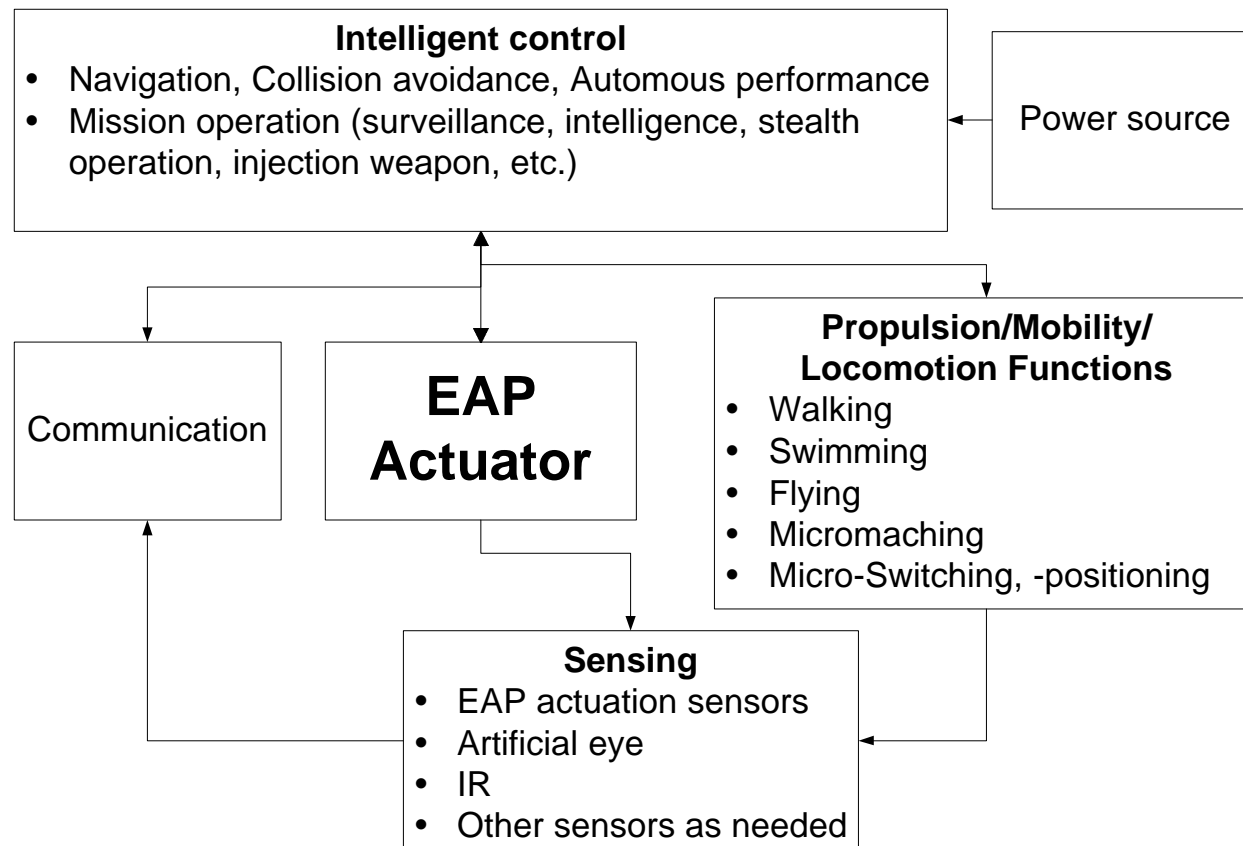 Intelligent control
• Navigation, Collision avoidance, Automous performance
• Mission operation (surveillance, intelligence, stealth
operation, injection weapon, etc.)
Power source
Communication
EAP
Actuator
Propulsion/Mobility/
Locomotion Functions
• Walking
• Swimming
• Flying
• Micromaching
• Micro-Switching, -positioning
Sensing
• EAP actuation sensors
• Artificial eye
• IR
• Other sensors as needed